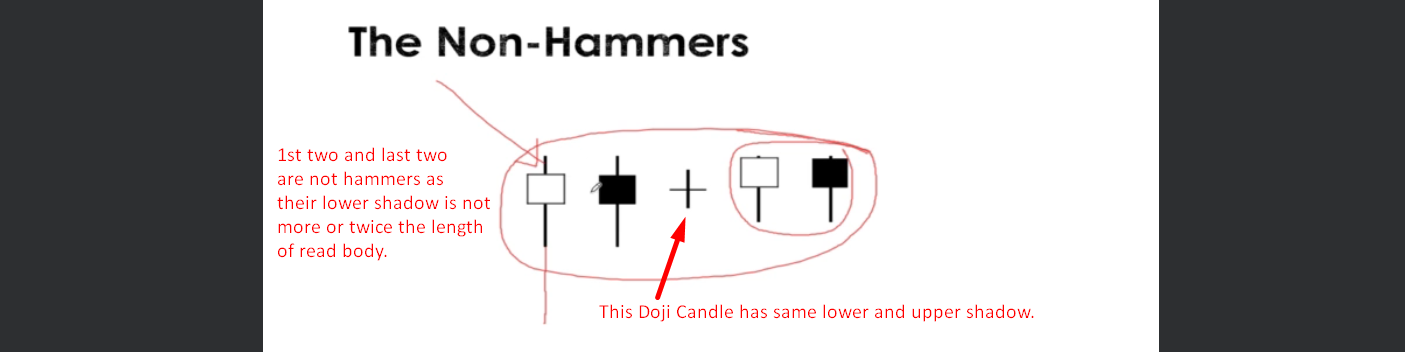 The Non-Hammers
1st two and last two
are not hammers as
their lower shadow is not
more or twice the length
of read body.
This Doji Candle has same lower and upper shadow.